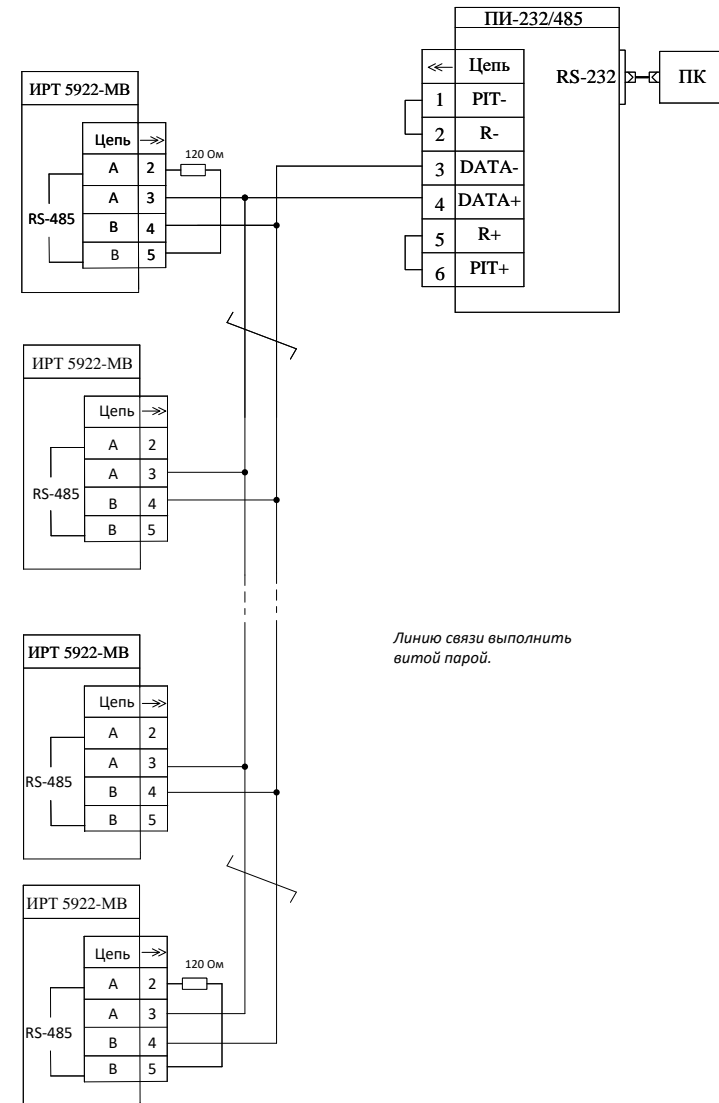 ПИ-232/485
Цепь
1 PIT-
2 R-
3 DATA-
4 DATA+
5 R+
6 PIT+
RS-232
ПК
ИРТ 5922-МВ
Цепь
А 2
А 3
В 4
В 5
RS-485
120 Ом
ИРТ 5922-МВ
Цепь
А 2
А 3
В 4
В 5
RS-485
Линию связи выполнить
витой парой.
ИРТ 5922-МВ
Цепь
А 2
А 3
В 4
В 5
RS-485
ИРТ 5922-МВ
Цепь
А 2
А 3
В 4
В 5
RS-485
120 Ом